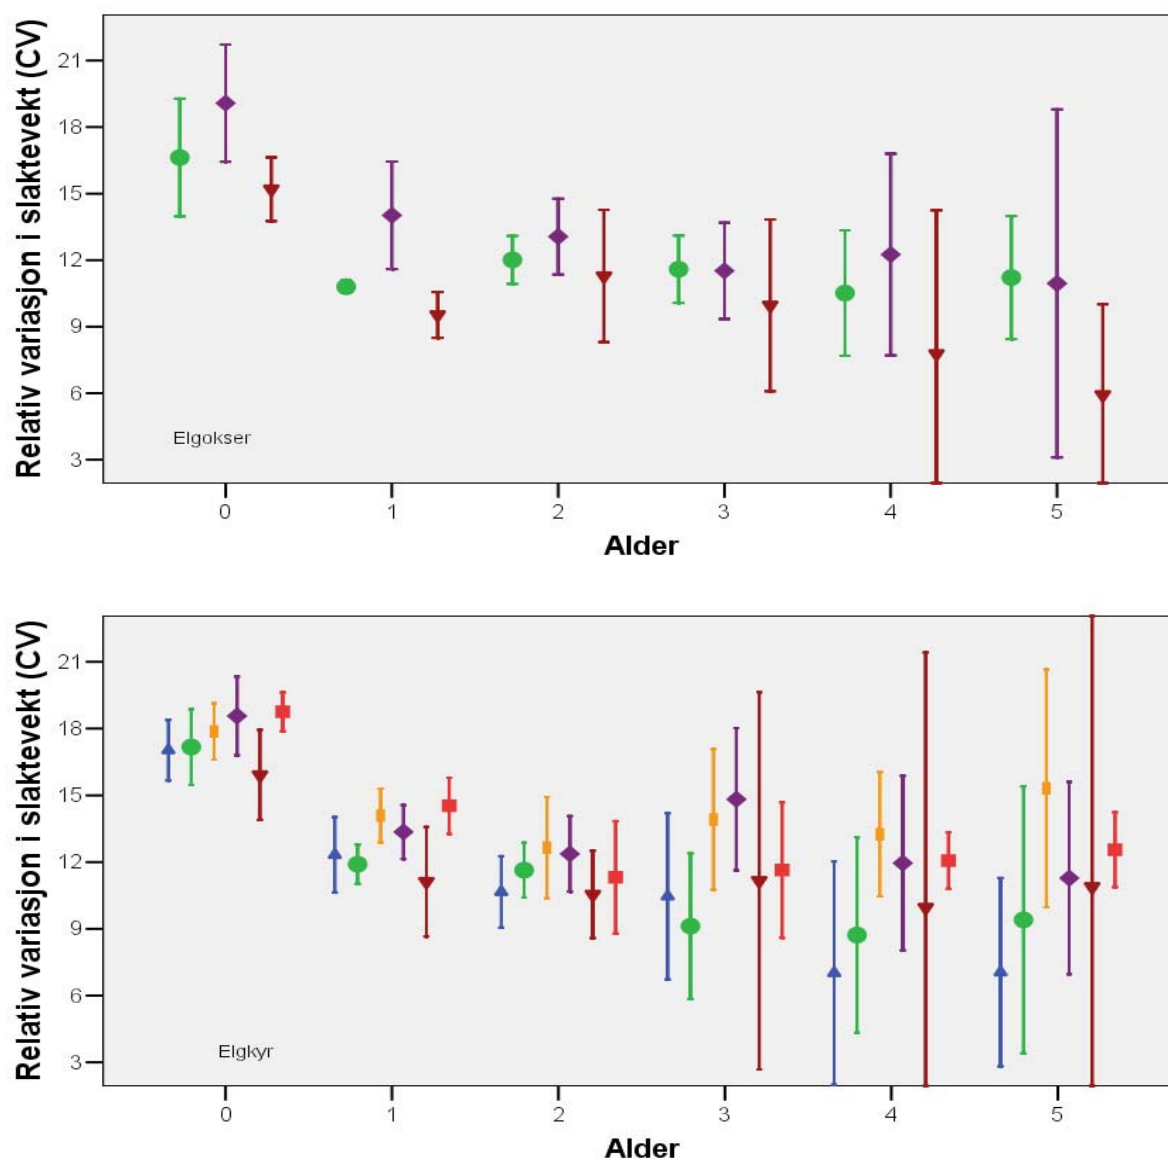 Relativ variasjon i slaktevekt (CV)
21
18
15
12
9
6
3
Elgokser
0 1 2 3 4 5
Alder
Relativ variasjon i slaktevekt (CV)
21
18
15
12
9
6
3
Elgkyr
0 1 2 3 4 5
Alder